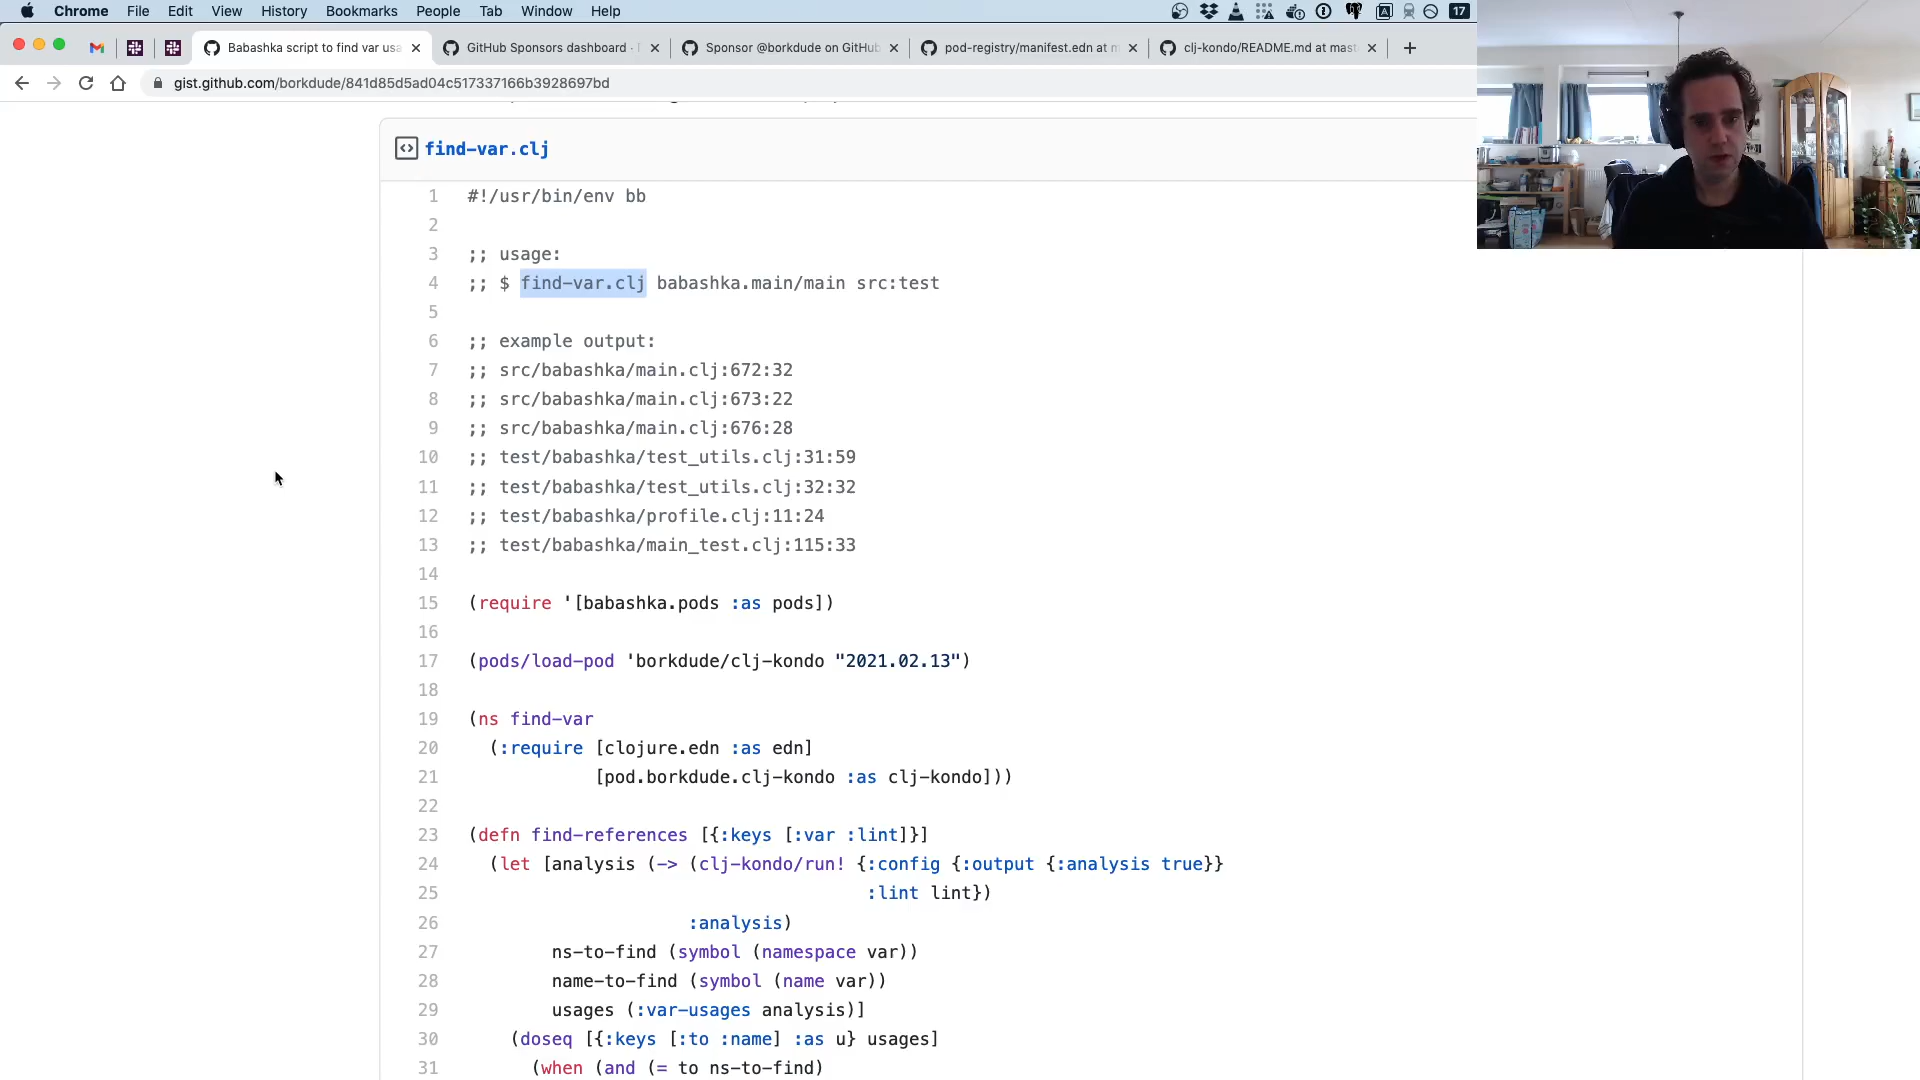 Chrome File Edit View History Bookmarks People Tab Window Help 17
Babashka script to find var usa GitHub Sponsors dashboard · Sponsor @borkdude on GitHub pod-registry/manifest.edn at m clj-kondo/README.md at mast
gist.github.com/borkdude/841d85d5ad04c517337166b3928697bd
find-var.clj
1 #!/usr/bin/env bb
2
3 ;; usage:
4 ;; $ find-var.clj babashka.main/main src:test
5
6 ;; example output:
7 ;; src/babashka/main.clj:672:32
8 ;; src/babashka/main.clj:673:22
9 ;; src/babashka/main.clj:676:28
10 ;; test/babashka/test_utils.clj:31:59
11 ;; test/babashka/test_utils.clj:32:32
12 ;; test/babashka/profile.clj:11:24
13 ;; test/babashka/main_test.clj:115:33
14
15 (require '[babashka.pods :as pods])
16
17 (pods/load-pod 'borkdude/clj-kondo "2021.02.13")
18
19 (ns find-var
20 (:require [clojure.edn :as edn]
21 [pod.borkdude.clj-kondo :as clj-kondo]))
22
23 (defn find-references [{:keys [:var :lint]}]
24 (let [analysis (-> (clj-kondo/run! {:config {:output {:analysis true}}
25 :lint lint})
26 :analysis)
27 ns-to-find (symbol (namespace var))
28 name-to-find (symbol (name var))
29 usages (:var-usages analysis)]
30 (doseq [{:keys [:to :name] :as u} usages]
31 (when (and (= to ns-to-find)